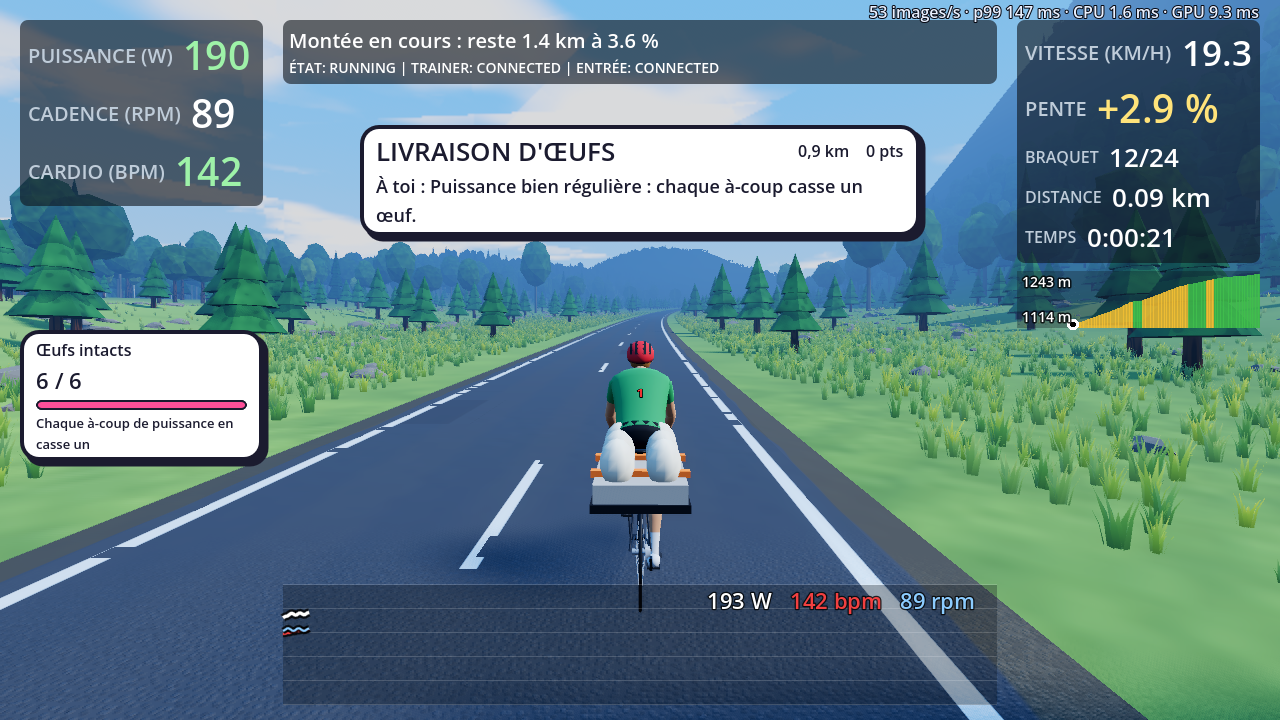 53 images/s · p99 147 ms · CPU 1.6 ms · GPU 9.3 ms
PUISSANCE (W) 190
CADENCE (RPM) 89
CARDIO (BPM) 142
Montée en cours : reste 1.4 km à 3.6 %
ÉTAT: RUNNING | TRAINER: CONNECTED | ENTRÉE: CONNECTED
VITESSE (KM/H) 19.3
PENTE +2.9 %
BRAQUET 12/24
DISTANCE 0.09 km
TEMPS 0:00:21
1243 m
1114 m
LIVRAISON D'ŒUFS 0,9 km 0 pts
À toi : Puissance bien régulière : chaque à-coup casse un
œuf.
Œufs intacts
6 / 6
Chaque à-coup de puissance en
casse un
1
193 W 142 bpm 89 rpm